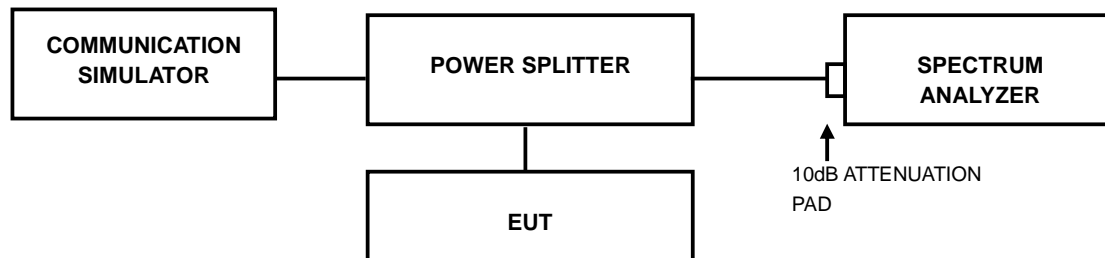 COMMUNICATION
SIMULATOR
POWER SPLITTER
SPECTRUM
ANALYZER
10dB ATTENUATION
PAD
EUT